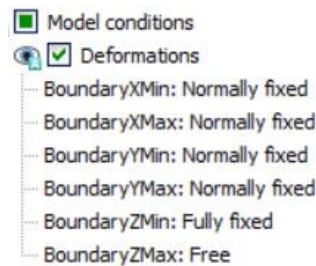 Model conditions
Deformations
BoundaryXMin: Normally fixed
BoundaryXMax: Normally fixed
BoundaryYMin: Normally fixed
BoundaryYMax: Normally fixed
BoundaryZMin: Fully fixed
BoundaryZMax: Free